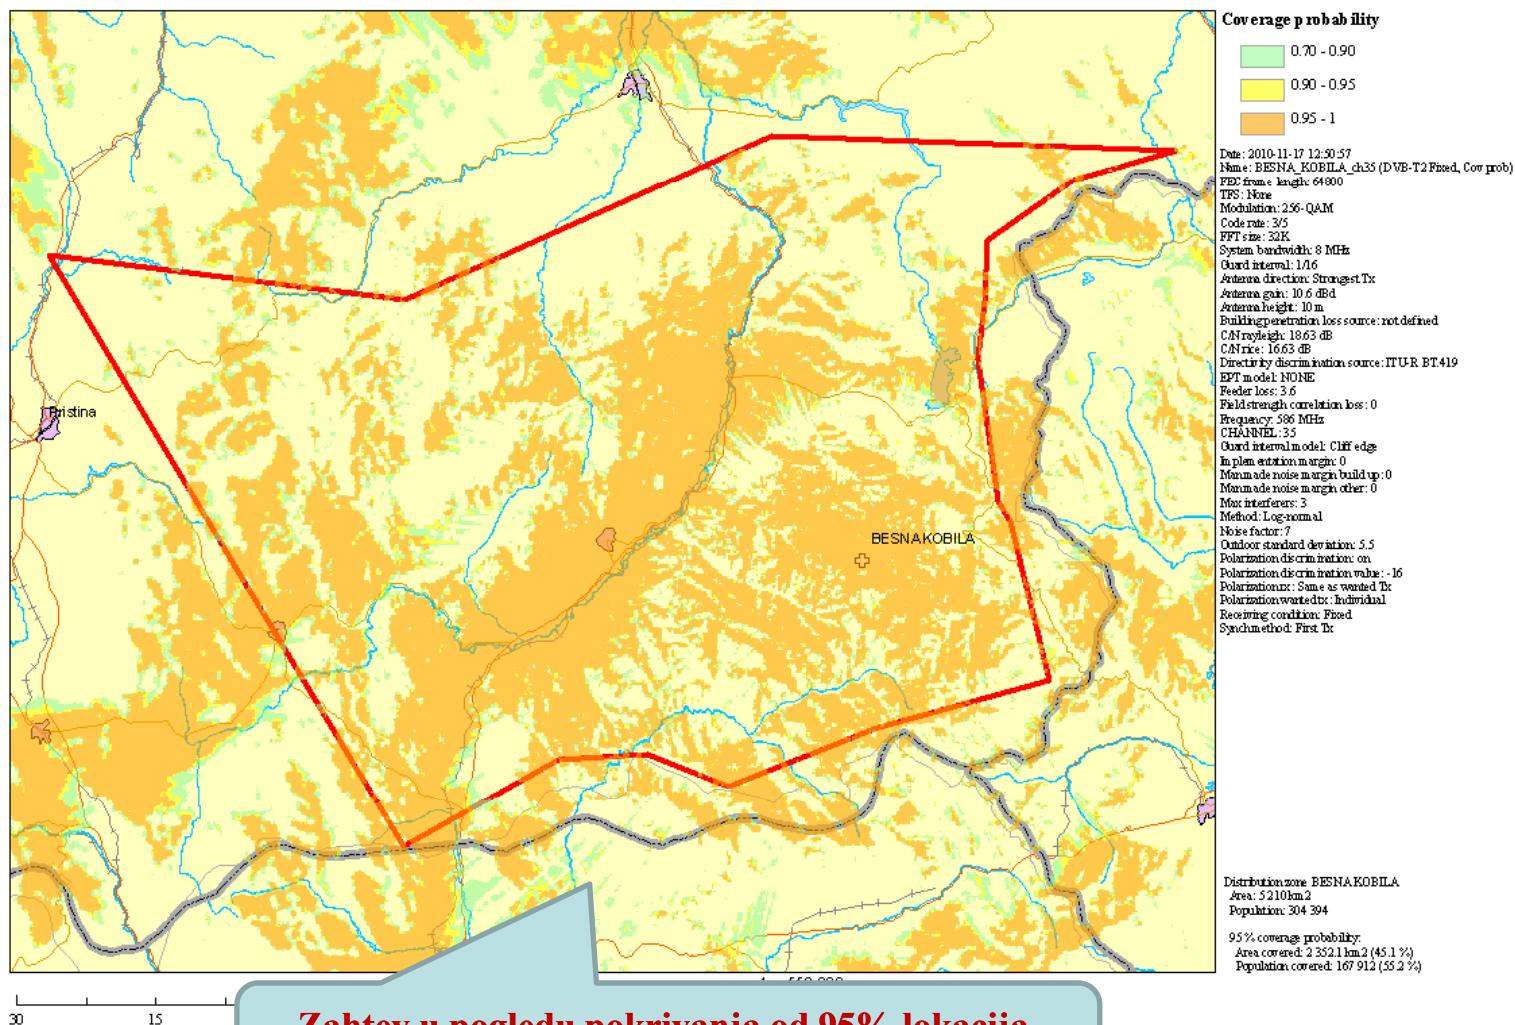 Coverage probability
0.70 - 0.90
0.90 - 0.95
0.95 - 1
Date: 2010-11-17 12:50:57
Name: BESNA_KOBILA_ch35 (DVB-T2 Fixed, Cov prob)
FEC frame length: 64800
TFS: None
Modulation: 256-QAM
Code rate: 3/5
FFT size: 32K
System bandwidth: 8 MHz
Guard interval: 1/16
Antenna direction: Strongest Tx
Antenna gain: 10.6 dBd
Antenna height: 10 m
Building penetration loss source: not defined
C/N rayleigh: 18.63 dB
C/N rice: 16.63 dB
Directivity discrimination source: ITU-R BT.419
EPT model: NONE
Feeder loss: 3.6
Field strength correlation loss: 0
Frequency: 586 MHz
CHANNEL: 35
Guard interval model: Cliff edge
Implementation margin: 0
Manmade noise margin build up: 0
Manmade noise margin other: 0
Max interferers: 3
Method: Log-normal
Noise factor: 7
Outdoor standard deviation: 5.5
Polarization discrimination: on
Polarization discrimination value: -16
Polarization rx: Same as wanted Tx
Polarization wanted tx: Individual
Receiving condition: Fixed
Synch method: First Tx
Pristina
BESNA KOBILA
Distribution zone BESNA KOBILA
Area: 5 210 km2
Population: 304 394
95 % coverage probability:
Area covered: 2 352.1 km2 (45.1 %)
Population covered: 167 912 (55.2 %)
30
15
Zahtev u pogledu pokrivanja od 95% lokacija